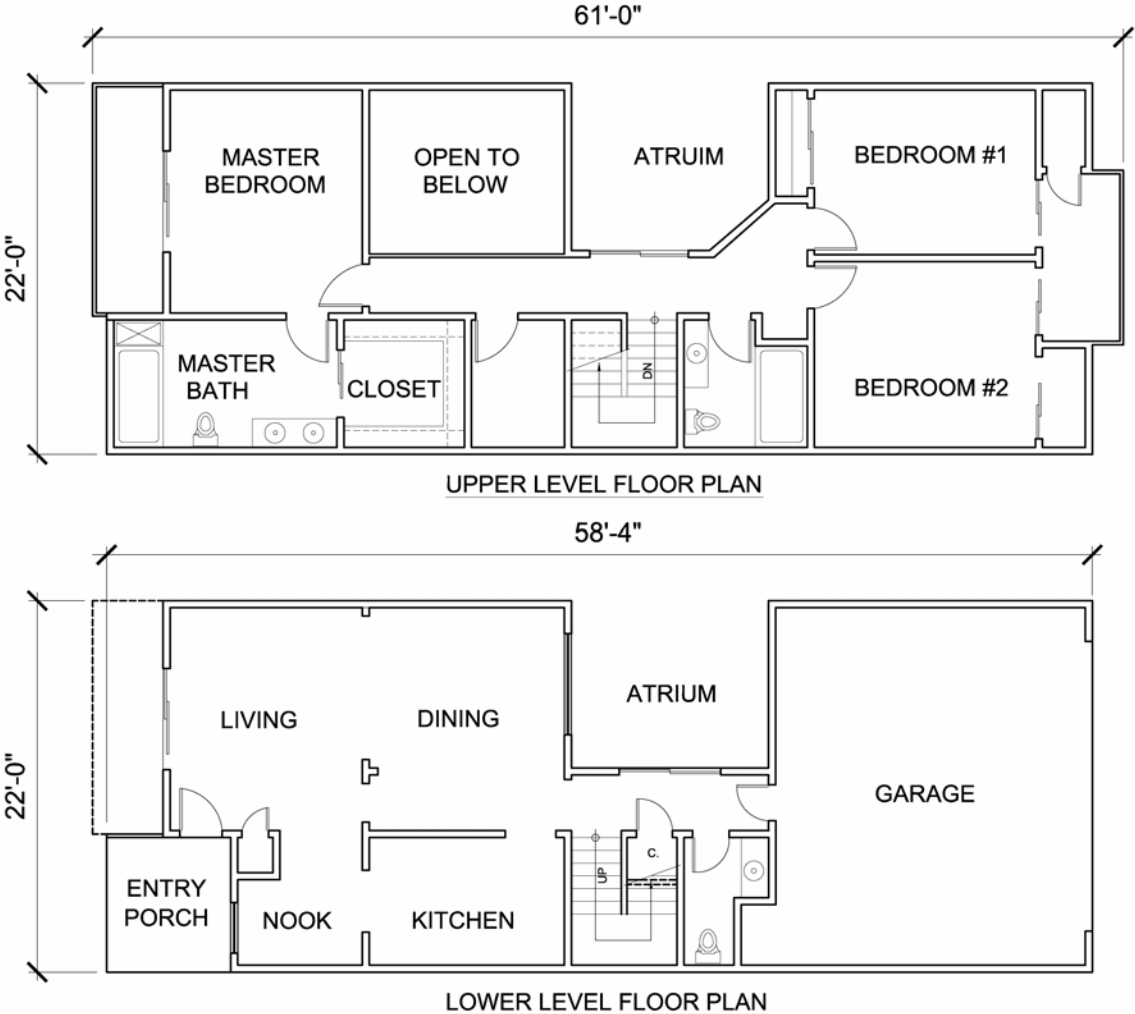 61'-0"
22'-0"
MASTER
BEDROOM
OPEN TO
BELOW
ATRUIM
BEDROOM #1
MASTER
BATH
CLOSET
DN
BEDROOM #2
UPPER LEVEL FLOOR PLAN
58'-4"
22'-0"
LIVING
DINING
ATRIUM
GARAGE
ENTRY
PORCH
NOOK
KITCHEN
UP
C.
LOWER LEVEL FLOOR PLAN